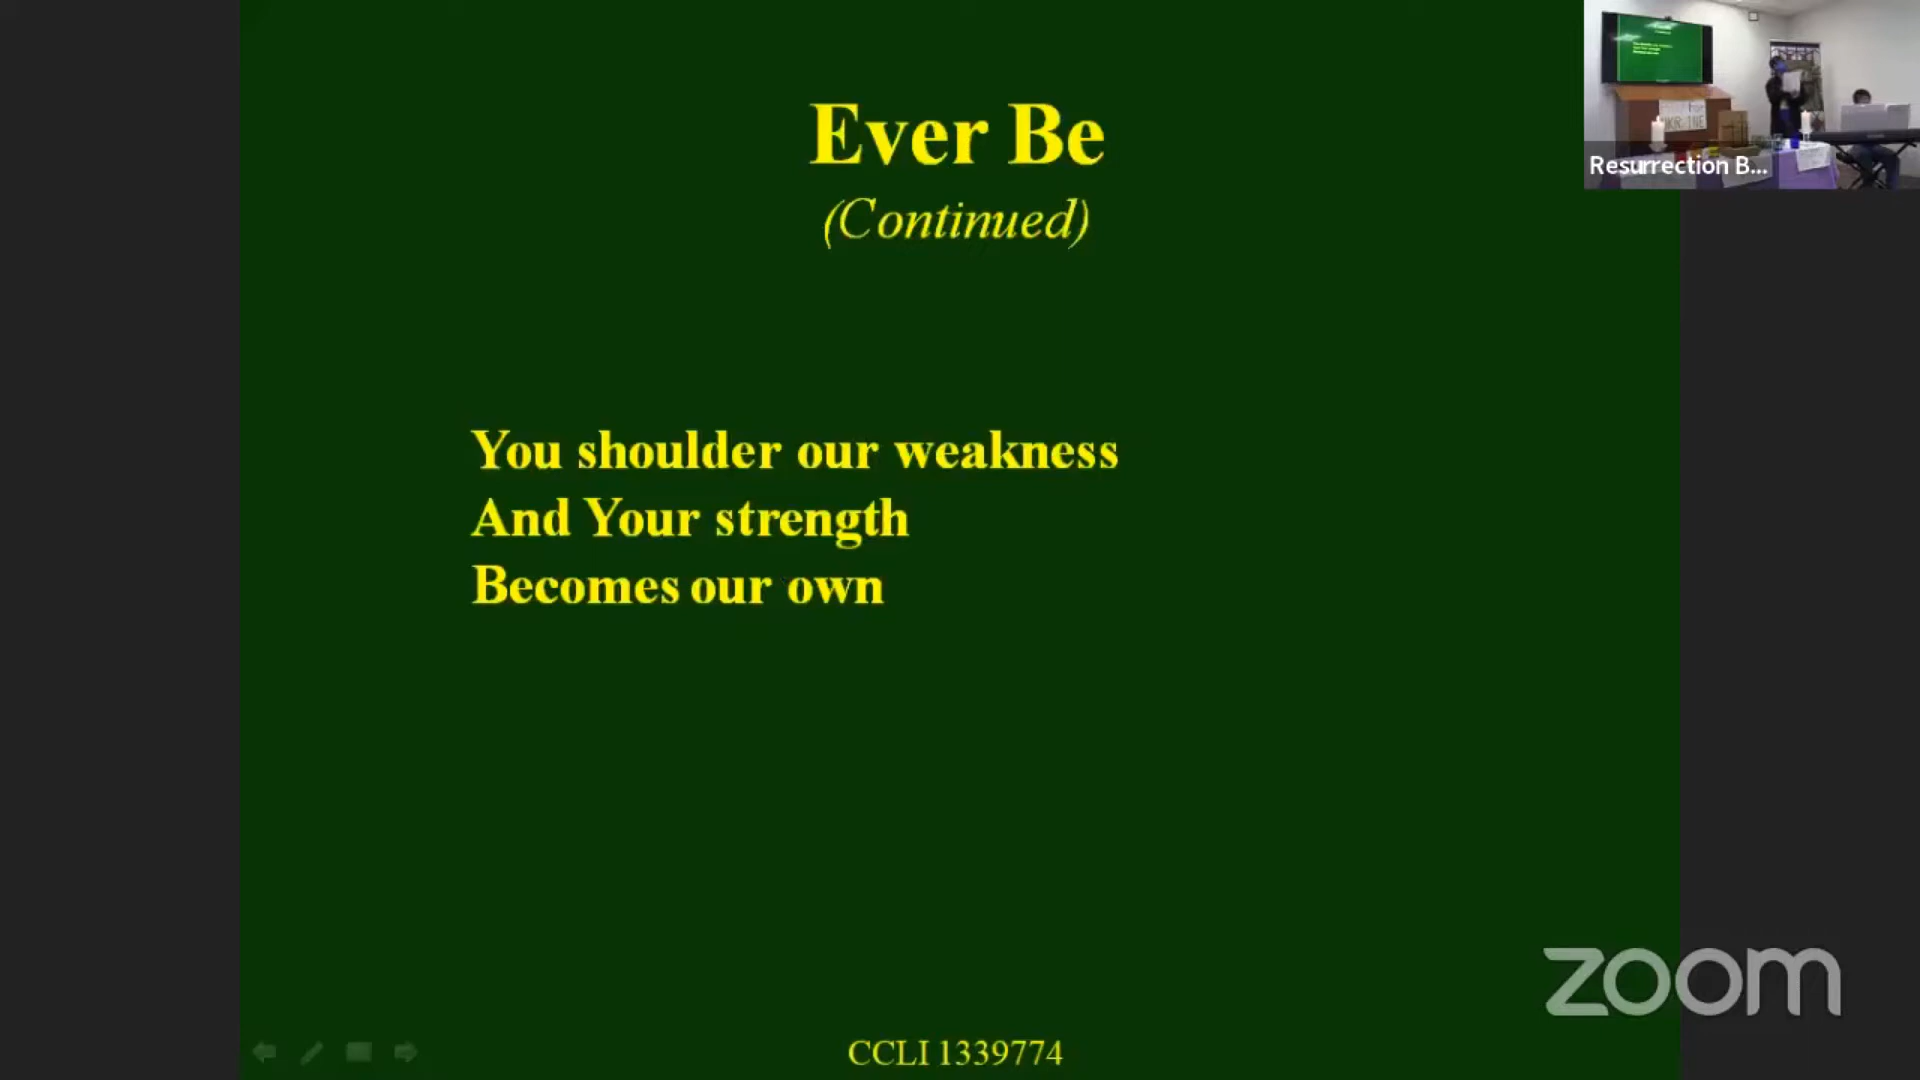 Ever Be
(Continued)
You shoulder our weakness
And Your strength
Becomes our own
CCLI 1339774
Resurrection B...
zoom